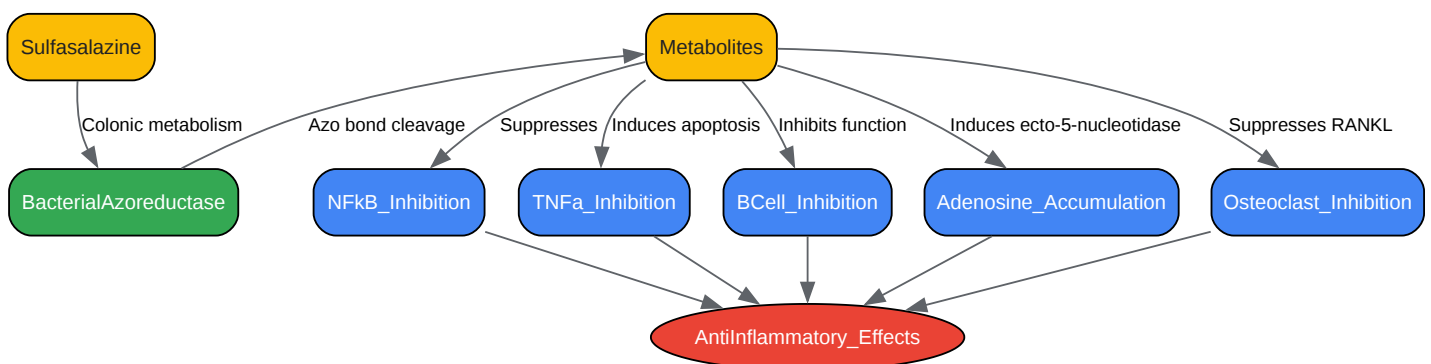 Sulfasalazine
Metabolites
Colonic metabolism
Azo bond cleavage
Suppresses
Induces apoptosis
Inhibits function
Induces ecto-5-nucleotidase
Suppresses RANKL
BacterialAzoreductase
NFkB_Inhibition
TNFa_Inhibition
BCell_Inhibition
Adenosine_Accumulation
Osteoclast_Inhibition
AntiInflammatory_Effects